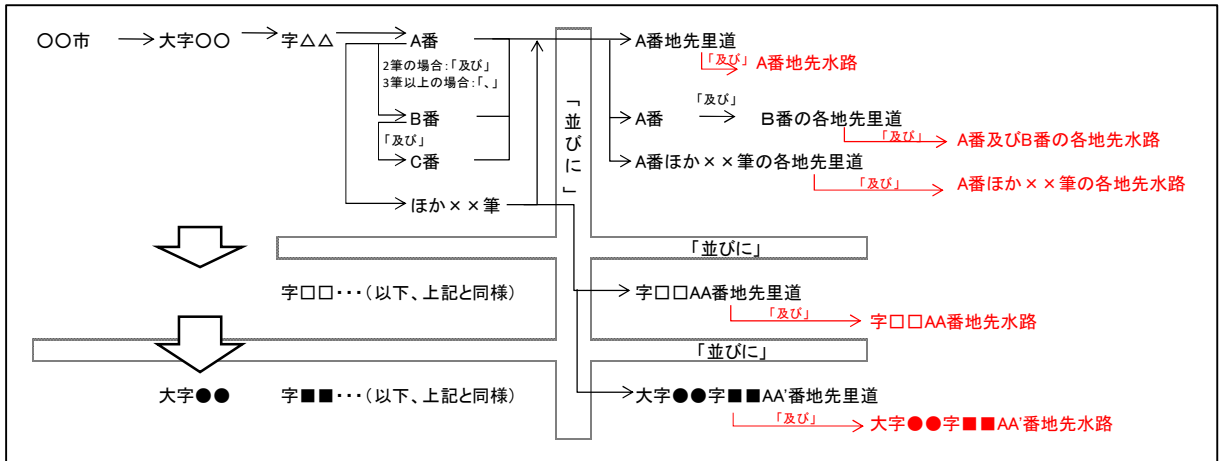 〇〇市
大字〇〇
字△△
A番
A番地先里道
「及び」
A番地先水路
2筆の場合:「及び」
3筆以上の場合:「、」
B番
A番
「及び」
B番の各地先里道
「及び」
A番及びB番の各地先水路
「及び」
C番
A番ほか××筆の各地先里道
「及び」
A番ほか××筆の各地先水路
ほか××筆
「並びに」
「並びに」
字□□・・・(以下、上記と同様)
字□□AA番地先里道
「及び」
字□□AA番地先水路
「並びに」
大字●●
字■■・・・(以下、上記と同様)
大字●●字■■AA'番地先里道
「及び」
大字●●字■■AA'番地先水路